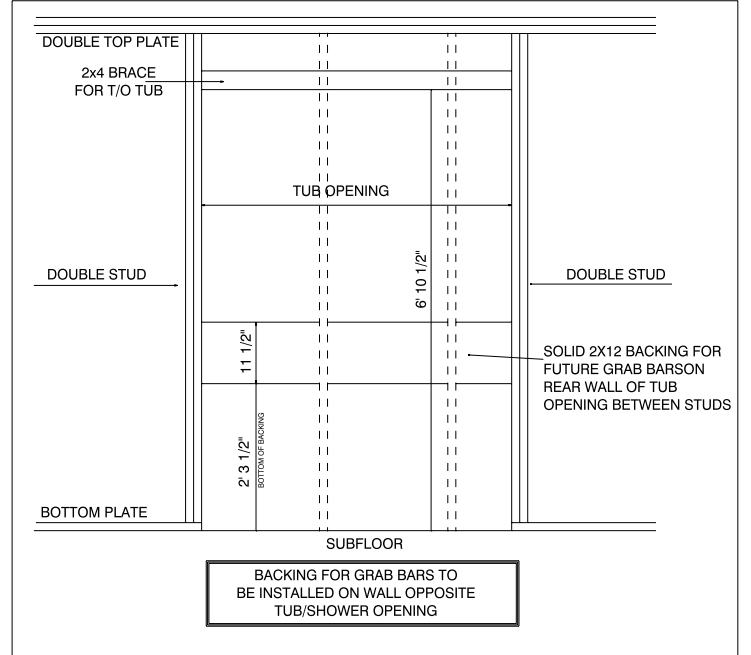 DOUBLE TOP PLATE
2x4 BRACE
FOR T/O TUB
TUB OPENING
DOUBLE STUD
6' 10 1/2"
DOUBLE STUD
11 1/2"
SOLID 2X12 BACKING FOR
FUTURE GRAB BARSON
REAR WALL OF TUB
OPENING BETWEEN STUDS
2' 3 1/2"
BOTTOM OF BACKING
BOTTOM PLATE
SUBFLOOR
BACKING FOR GRAB BARS TO
BE INSTALLED ON WALL OPPOSITE
TUB/SHOWER OPENING